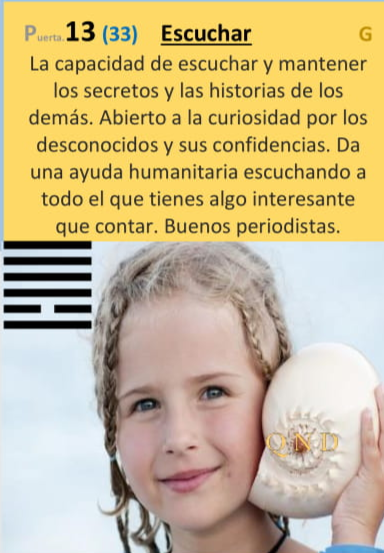 Puerta. 13 (33) Escuchar G
La capacidad de escuchar y mantener
los secretos y las historias de los
demás. Abierto a la curiosidad por los
desconocidos y sus confidencias. Da
una ayuda humanitaria escuchando a
todo el que tienes algo interesante
que contar. Buenos periodistas.
QND